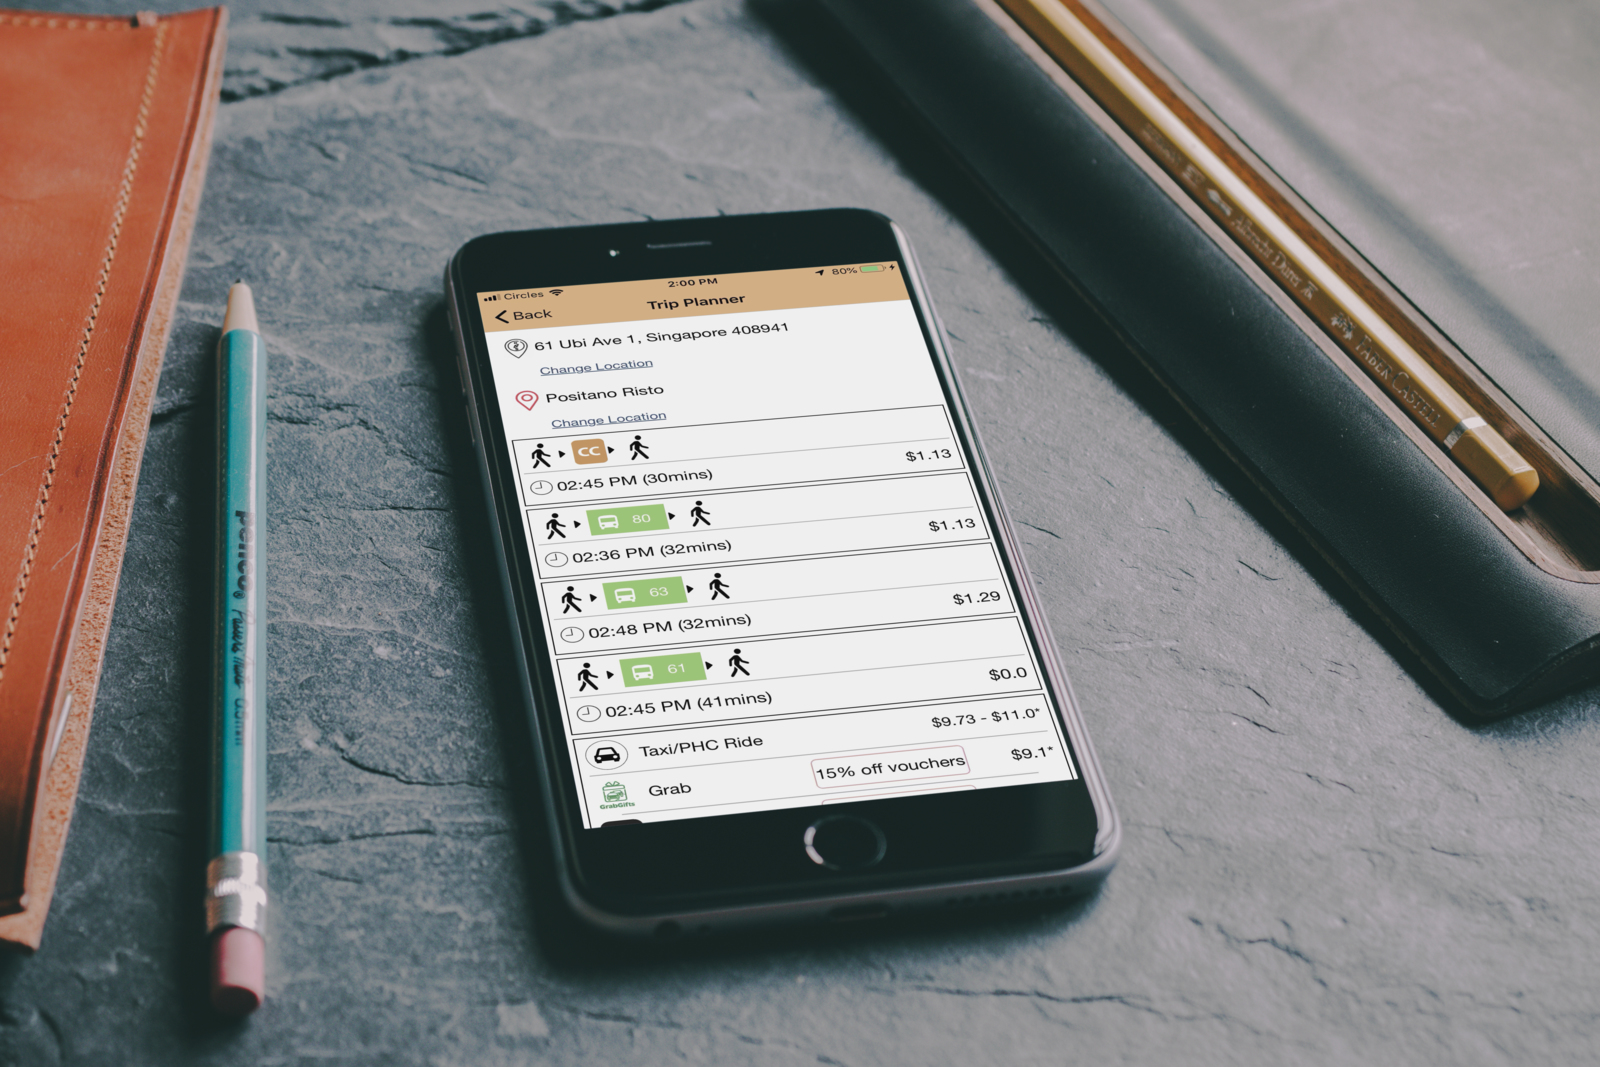 Circles
2:00 PM
80%
Back
Trip Planner
61 Ubi Ave 1, Singapore 408941
Change Location
Positano Risto
Change Location
CC
$1.13
02:45 PM (30mins)
80
$1.13
02:36 PM (32mins)
63
$1.29
02:48 PM (32mins)
61
$0.0
02:45 PM (41mins)
Taxi/PHC Ride
$9.73 - $11.0*
GrabGifts
Grab
15% off vouchers
$9.1*
FABER CASTELL